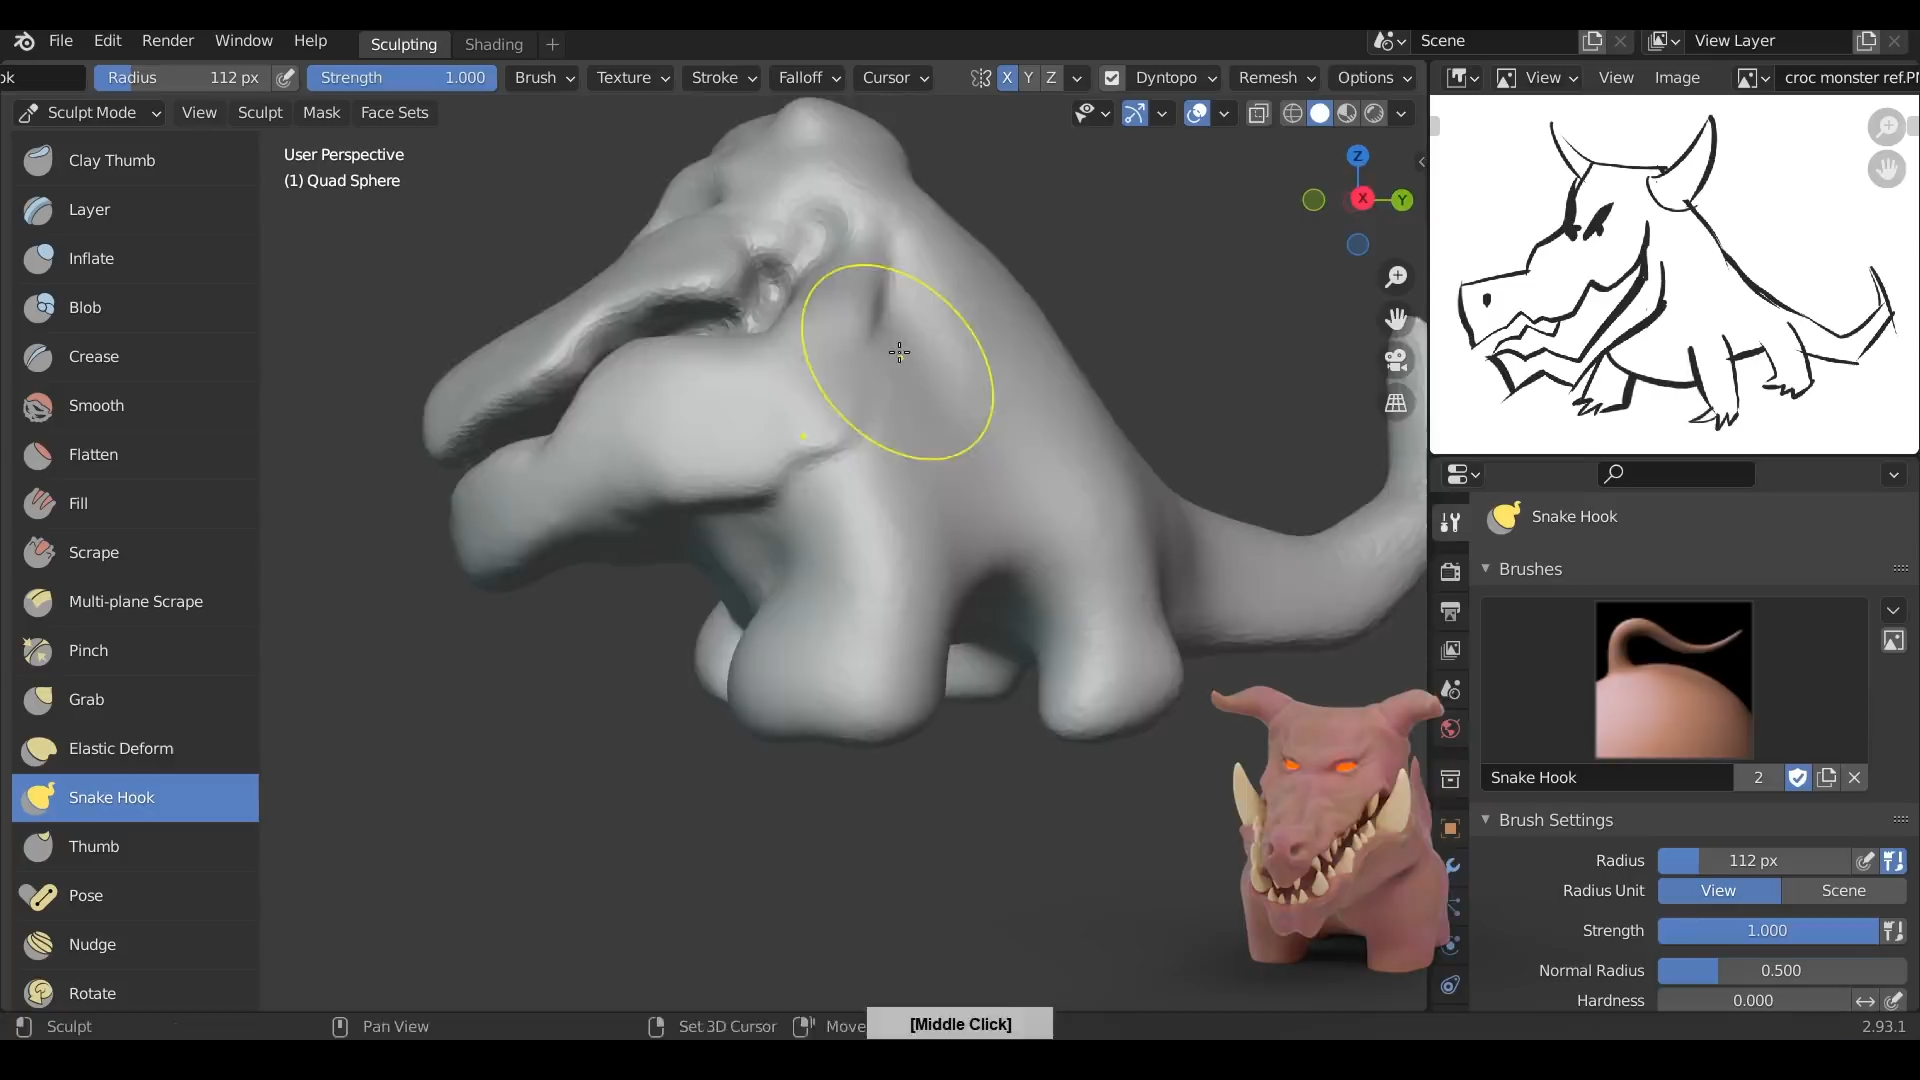 File Edit Render Window Help Sculpting Shading + Scene View Layer
ok Radius 112 px Strength 1.000 Brush Texture Stroke Falloff Cursor X Y Z Dyntopo Remesh Options View View Image croc monster ref.P
Sculpt Mode View Sculpt Mask Face Sets
User Perspective
(1) Quad Sphere
Z
X
Y
Clay Thumb
Layer
Inflate
Blob
Crease
Smooth
Flatten
Fill
Scrape
Multi-plane Scrape
Pinch
Grab
Elastic Deform
Snake Hook
Thumb
Pose
Nudge
Rotate
Snake Hook
Brushes
Snake Hook 2
Brush Settings
Radius 112 px
Radius Unit View Scene
Strength 1.000
Normal Radius 0.500
Hardness 0.000
Sculpt Pan View Set 3D Cursor Move [Middle Click] 2.93.1